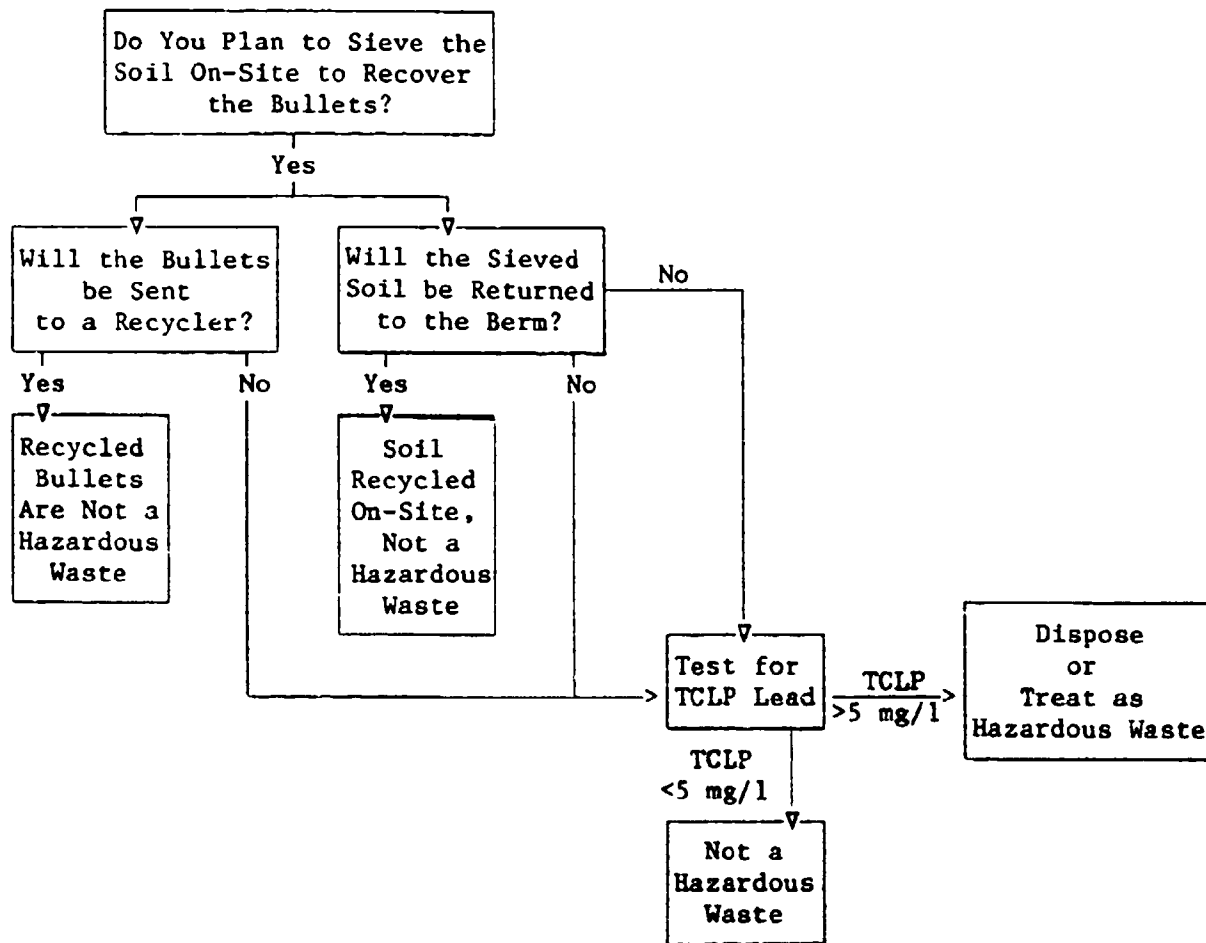 Do You Plan to Sieve the
Soil On-Site to Recover
the Bullets?
Yes
Will the Bullets
be Sent
to a Recycler?
Will the Sieved
Soil be Returned
to the Berm?
No
Yes
No
Yes
No
Recycled
Bullets
Are Not a
Hazardous
Waste
Soil
Recycled
On-Site,
Not a
Hazardous
Waste
Test for
TCLP Lead
TCLP
>5 mg/l
Dispose
or
Treat as
Hazardous Waste
TCLP
<5 mg/l
Not a
Hazardous
Waste